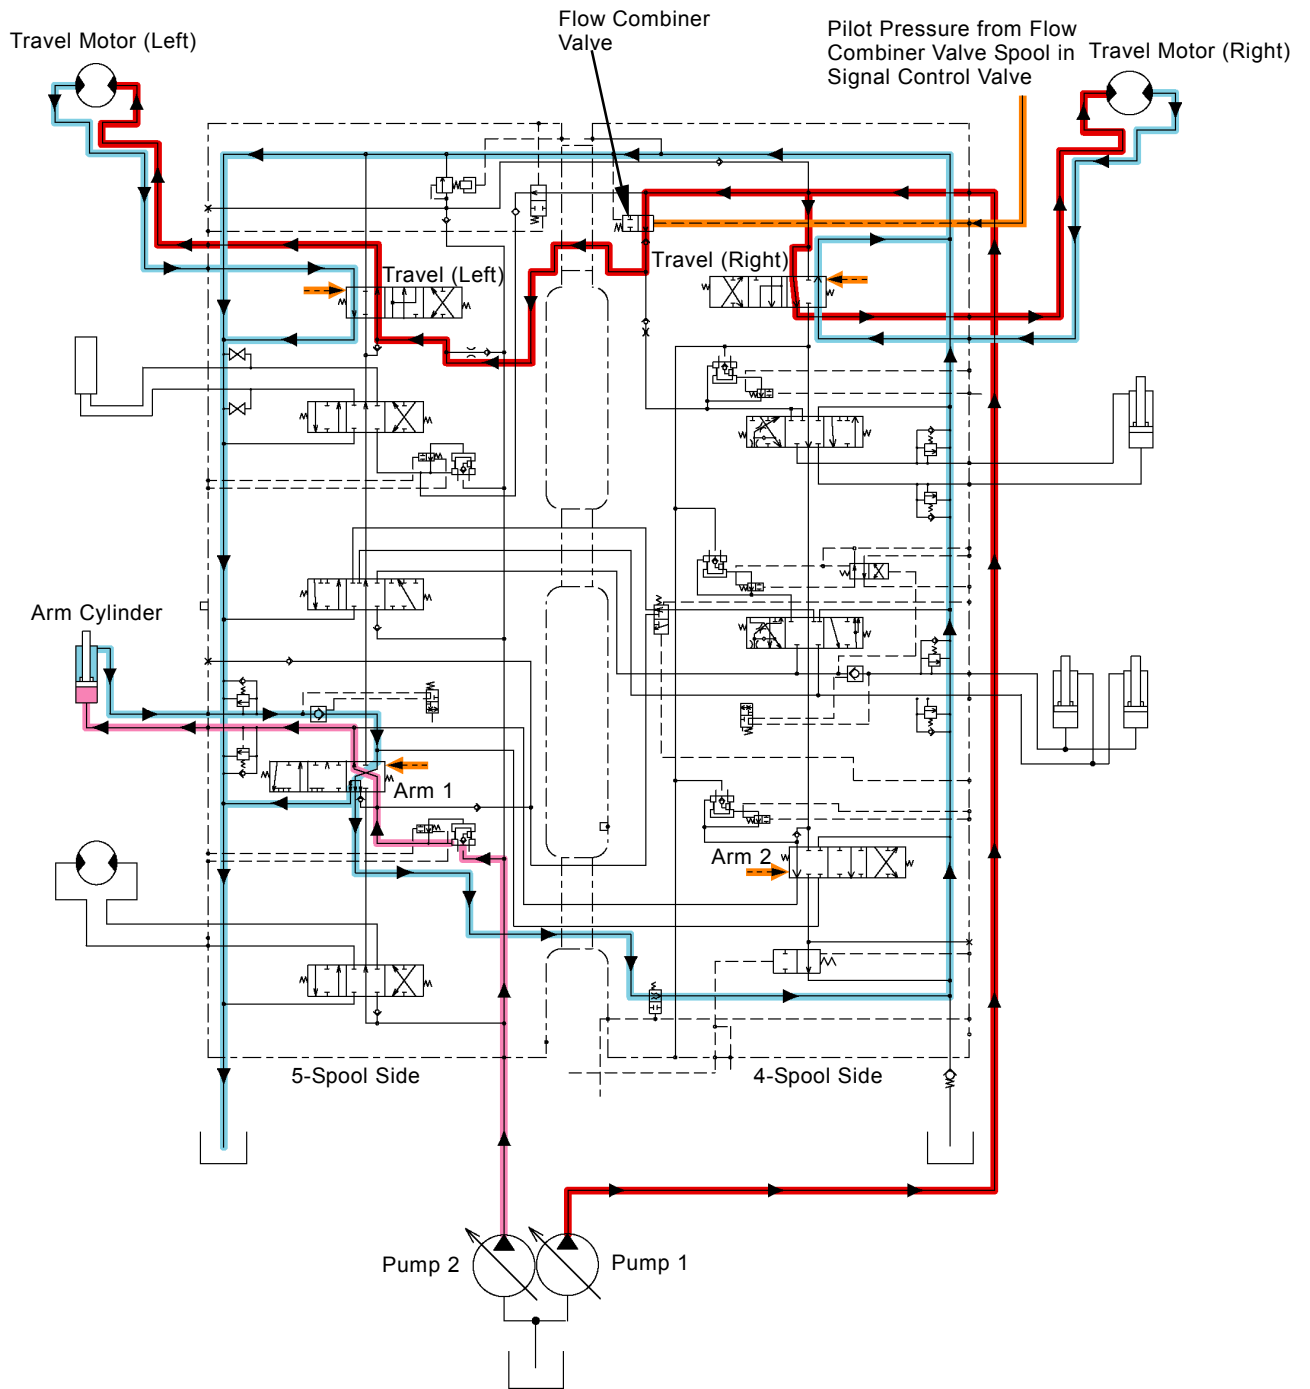 Flow Combiner
Valve
Pilot Pressure from Flow
Combiner Valve Spool in
Signal Control Valve
Travel Motor (Left)
Travel Motor (Right)
Travel (Left)
Travel (Right)
Arm Cylinder
Arm 1
Arm 2
5-Spool Side
4-Spool Side
Pump 2
Pump 1